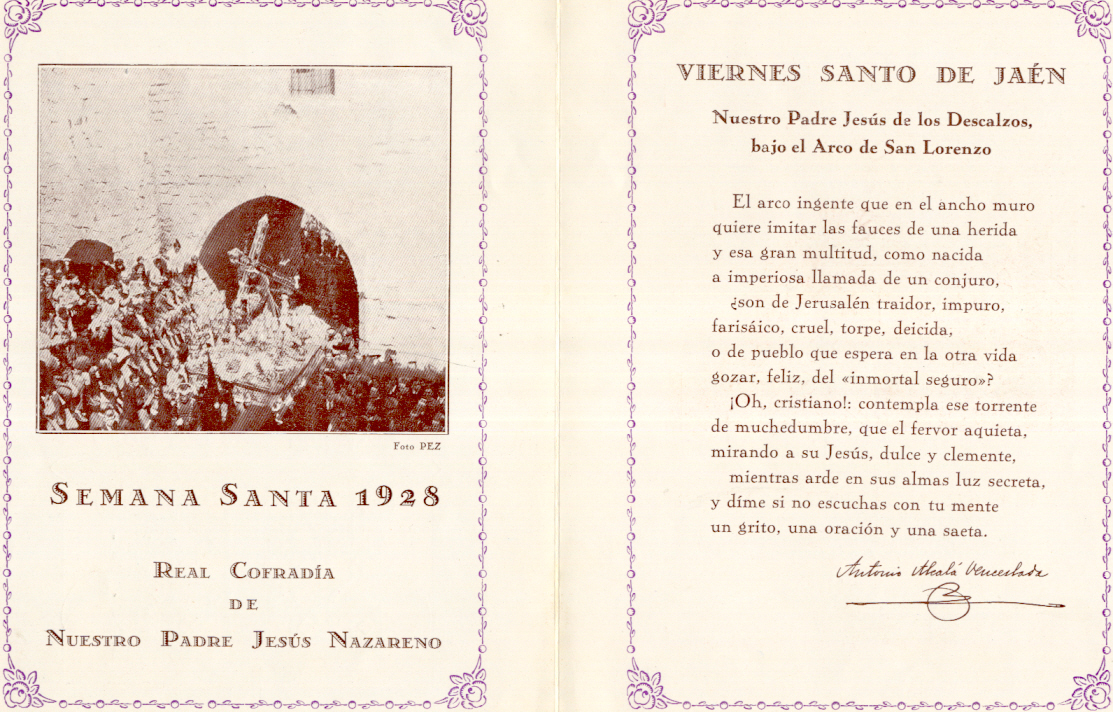 Foto PEZ
SEMANA SANTA 1928
REAL COFRADÍA
DE
NUESTRO PADRE JESÚS NAZARENO
VIERNES SANTO DE JAÉN
Nuestro Padre Jesús de los Descalzos,
bajo el Arco de San Lorenzo
El arco ingente que en el ancho muro
quiere imitar las fauces de una herida
y esa gran multitud, como nacida
a imperiosa llamada de un conjuro,
¿son de Jerusalén traidor, impuro,
farisáico, cruel, torpe, deicida,
o de pueblo que espera en la otra vida
gozar, feliz, del «inmortal seguro»?
¡Oh, cristiano!: contempla ese torrente
de muchedumbre, que el fervor aquieta,
mirando a su Jesús, dulce y clemente,
mientras arde en sus almas luz secreta,
y díme si no escuchas con tu mente
un grito, una oración y una saeta.
Antonio Alcalá Venceslada